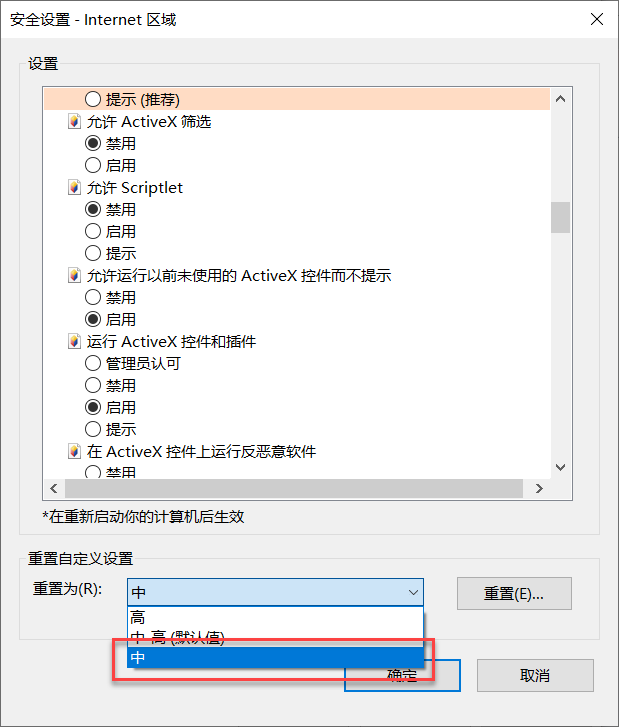 安全设置 - Internet 区域
设置
提示 (推荐)
允许 ActiveX 筛选
禁用
启用
允许 Scriptlet
禁用
启用
提示
允许运行以前未使用的 ActiveX 控件而不提示
禁用
启用
运行 ActiveX 控件和插件
管理员认可
禁用
启用
提示
在 ActiveX 控件上运行反恶意软件
禁用
*在重新启动你的计算机后生效
重置自定义设置
重置为(R):
中
重置(E)...
高
中-高 (默认值)
中
确定
取消